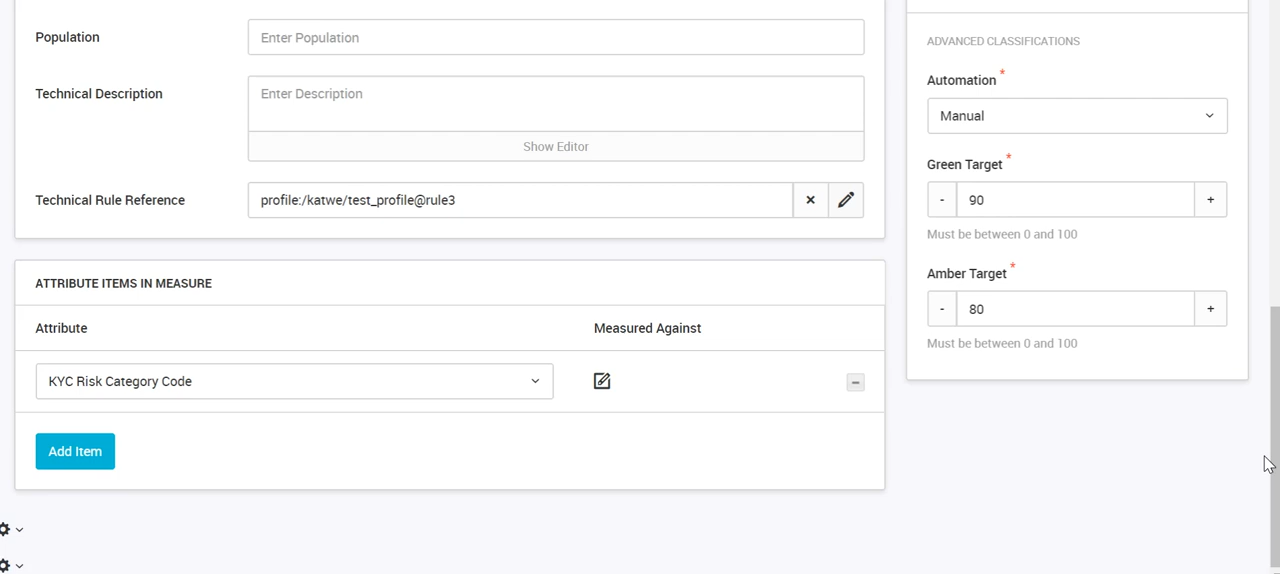 Population
Enter Population
Technical Description
Enter Description
Show Editor
Technical Rule Reference
profile:/katwe/test_profile@rule3
ATTRIBUTE ITEMS IN MEASURE
Attribute
Measured Against
KYC Risk Category Code
Add Item
ADVANCED CLASSIFICATIONS
Automation *
Manual
Green Target *
- 90 +
Must be between 0 and 100
Amber Target *
- 80 +
Must be between 0 and 100